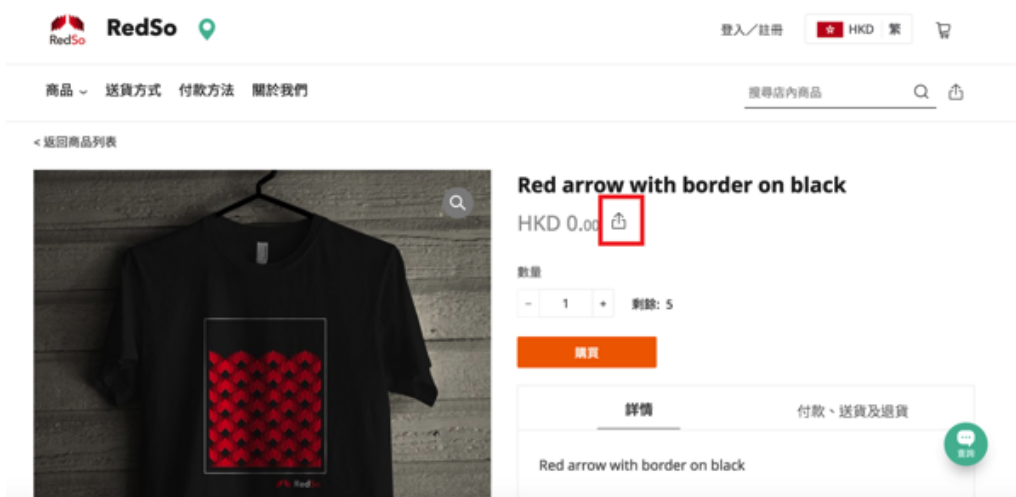 RedSo
RedSo
登入／註冊
HKD 繁
商品
送貨方式
付款方法
關於我們
搜尋店內商品
< 返回商品列表
Red arrow with border on black
HKD 0.00
數量
- 1 +
剩餘: 5
購買
詳情
付款、送貨及退貨
Red arrow with border on black
查詢
RedSo